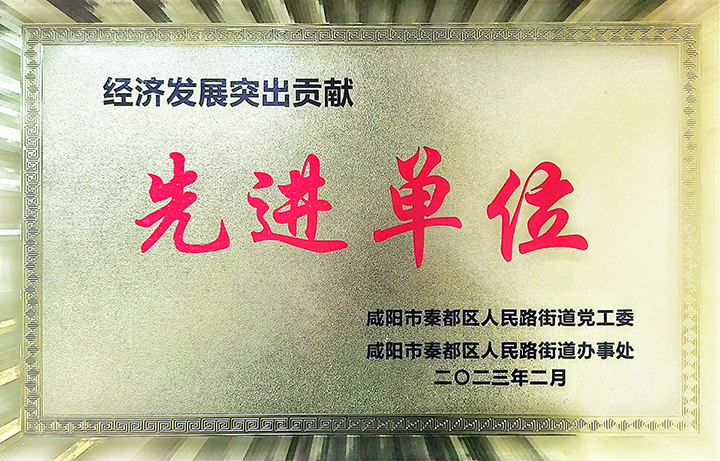 经济发展突出贡献
先进单位
咸阳市秦都区人民路街道党工委
咸阳市秦都区人民路街道办事处
二〇二三年二月